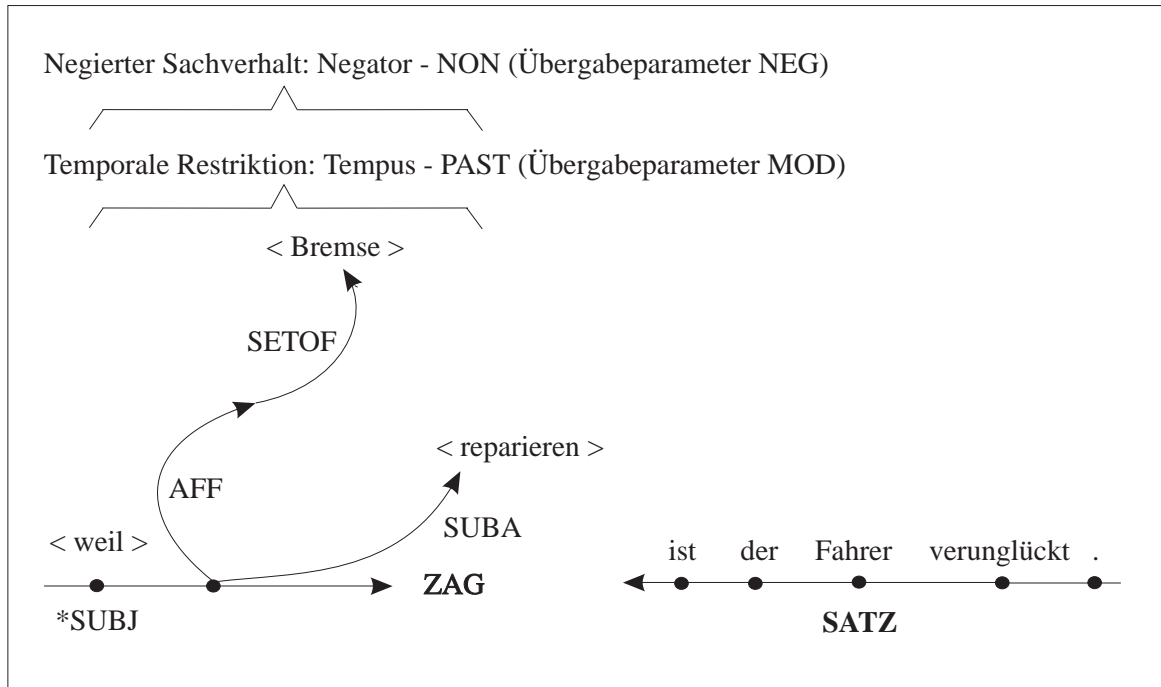 Negierter Sachverhalt: Negator - NON (Übergabeparameter NEG)
Temporale Restriktion: Tempus - PAST (Übergabeparameter MOD)
< Bremse >
SETOF
< reparieren >
AFF
SUBA
< weil >
ist der Fahrer verunglückt .
ZAG
*SUBJ
SATZ